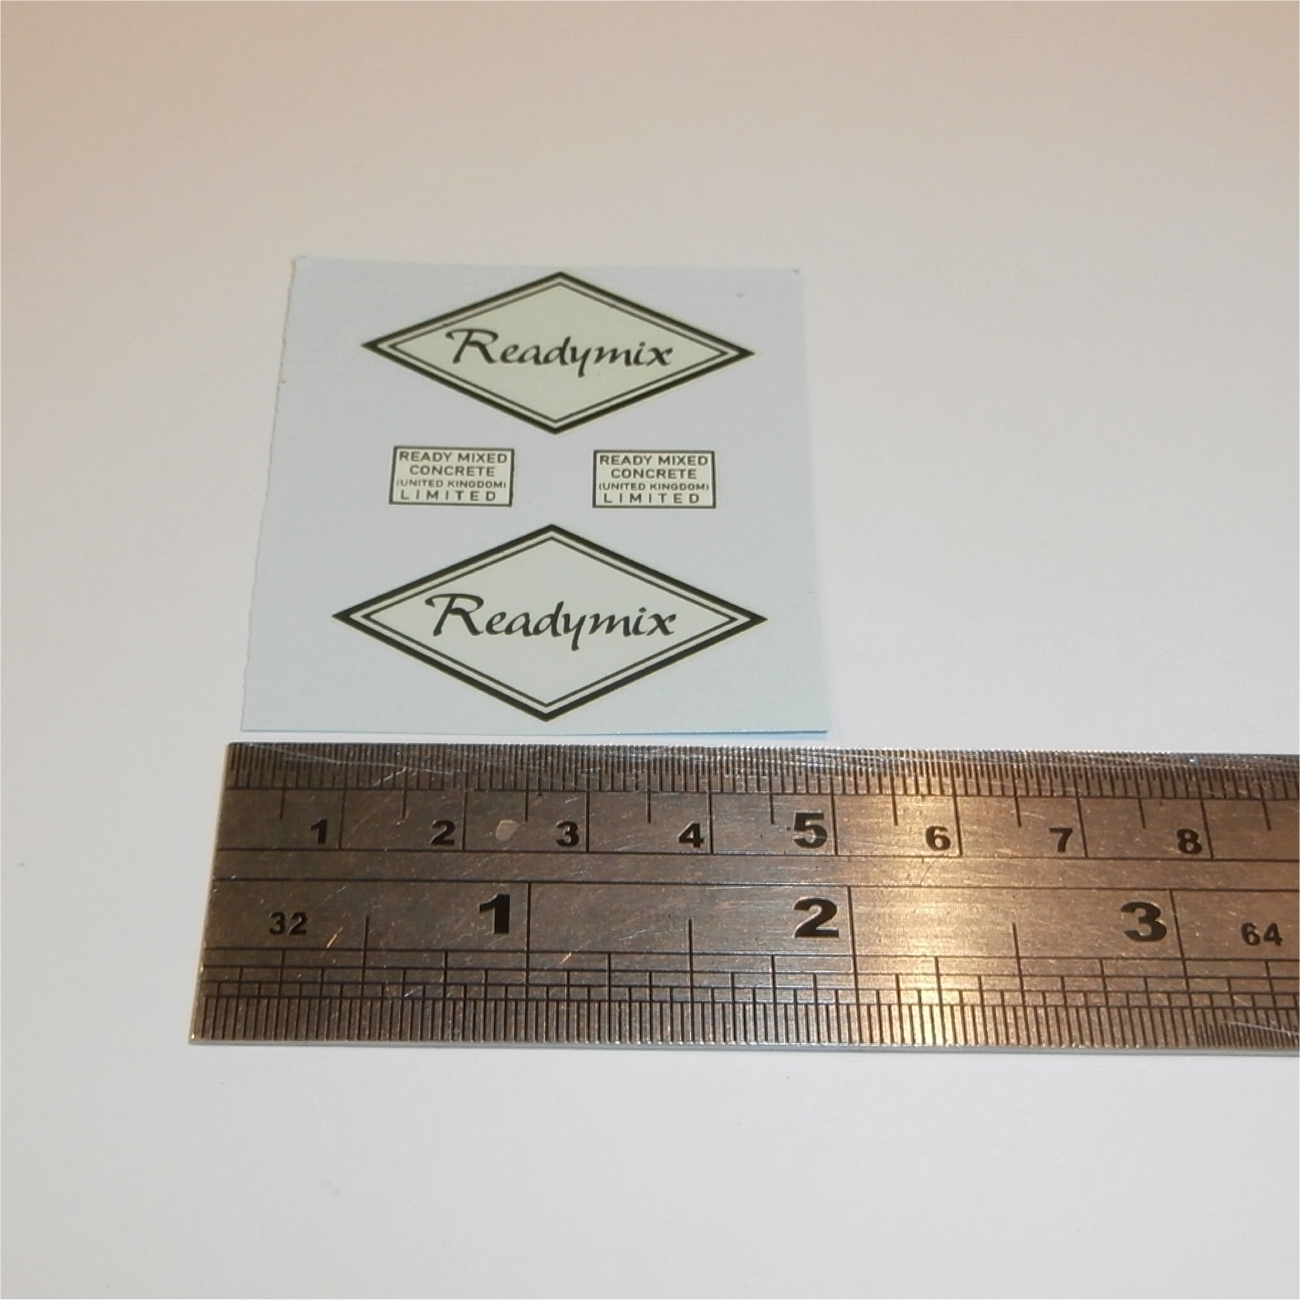 Readymix
READY MIXED
CONCRETE
(UNITED KINGDOM)
LIMITED
READY MIXED
CONCRETE
(UNITED KINGDOM)
LIMITED
Readymix
1 2 3 4 5 6 7 8
32 1 2 3 64